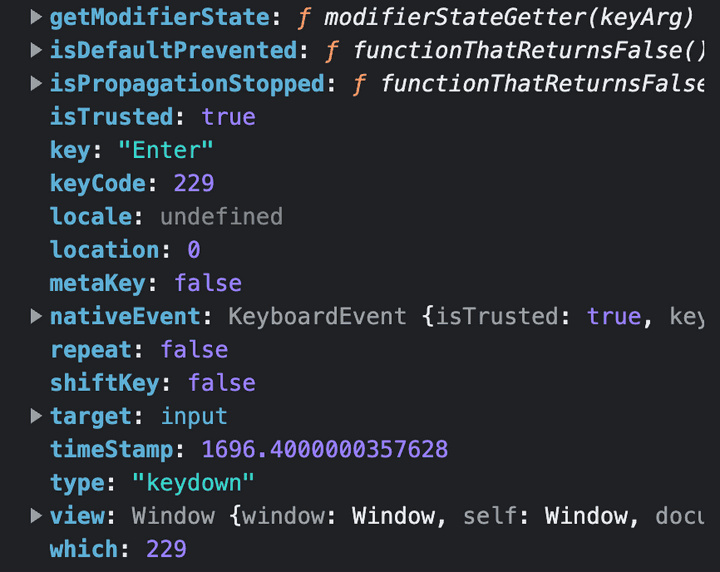 getModifierState: ƒ modifierStateGetter(keyArg)
isDefaultPrevented: ƒ functionThatReturnsFalse()
isPropagationStopped: ƒ functionThatReturnsFalse
isTrusted: true
key: "Enter"
keyCode: 229
locale: undefined
location: 0
metaKey: false
nativeEvent: KeyboardEvent {isTrusted: true, key
repeat: false
shiftKey: false
target: input
timeStamp: 1696.4000000357628
type: "keydown"
view: Window {window: Window, self: Window, docu
which: 229